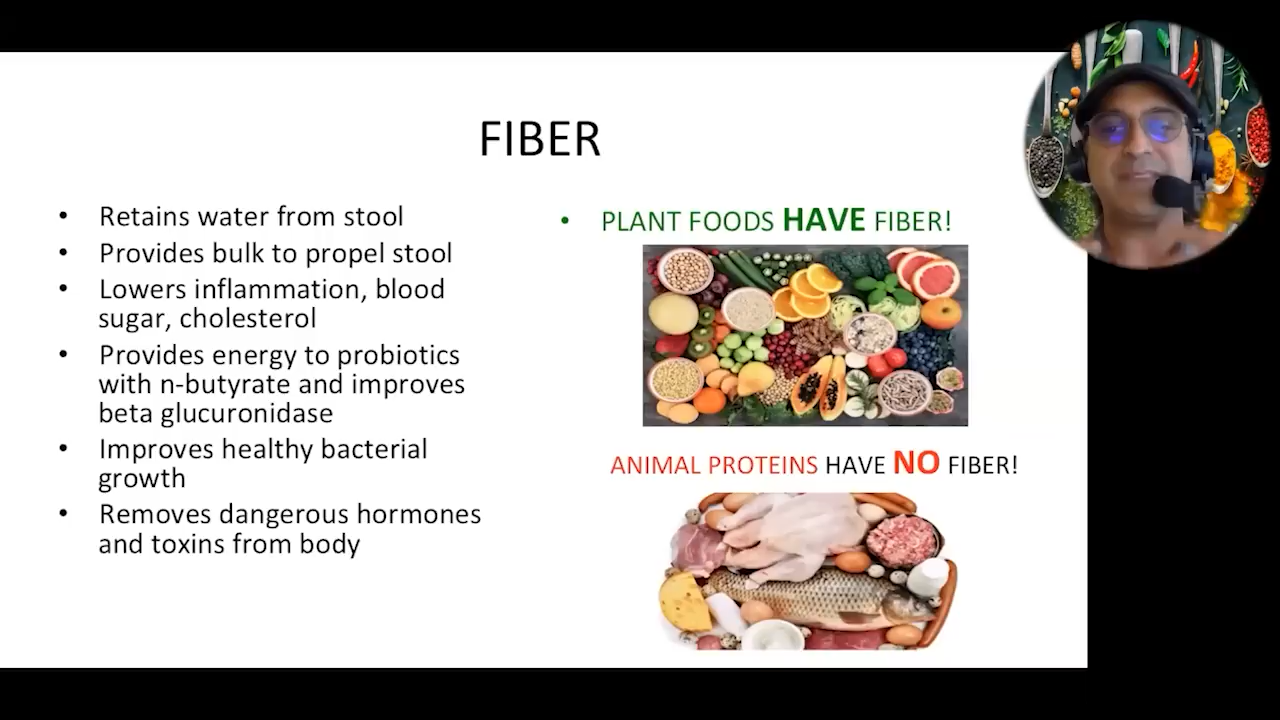 FIBER
• Retains water from stool
• Provides bulk to propel stool
• Lowers inflammation, blood
sugar, cholesterol
• Provides energy to probiotics
with n-butyrate and improves
beta glucuronidase
• Improves healthy bacterial
growth
• Removes dangerous hormones
and toxins from body
• PLANT FOODS HAVE FIBER!
ANIMAL PROTEINS HAVE NO FIBER!